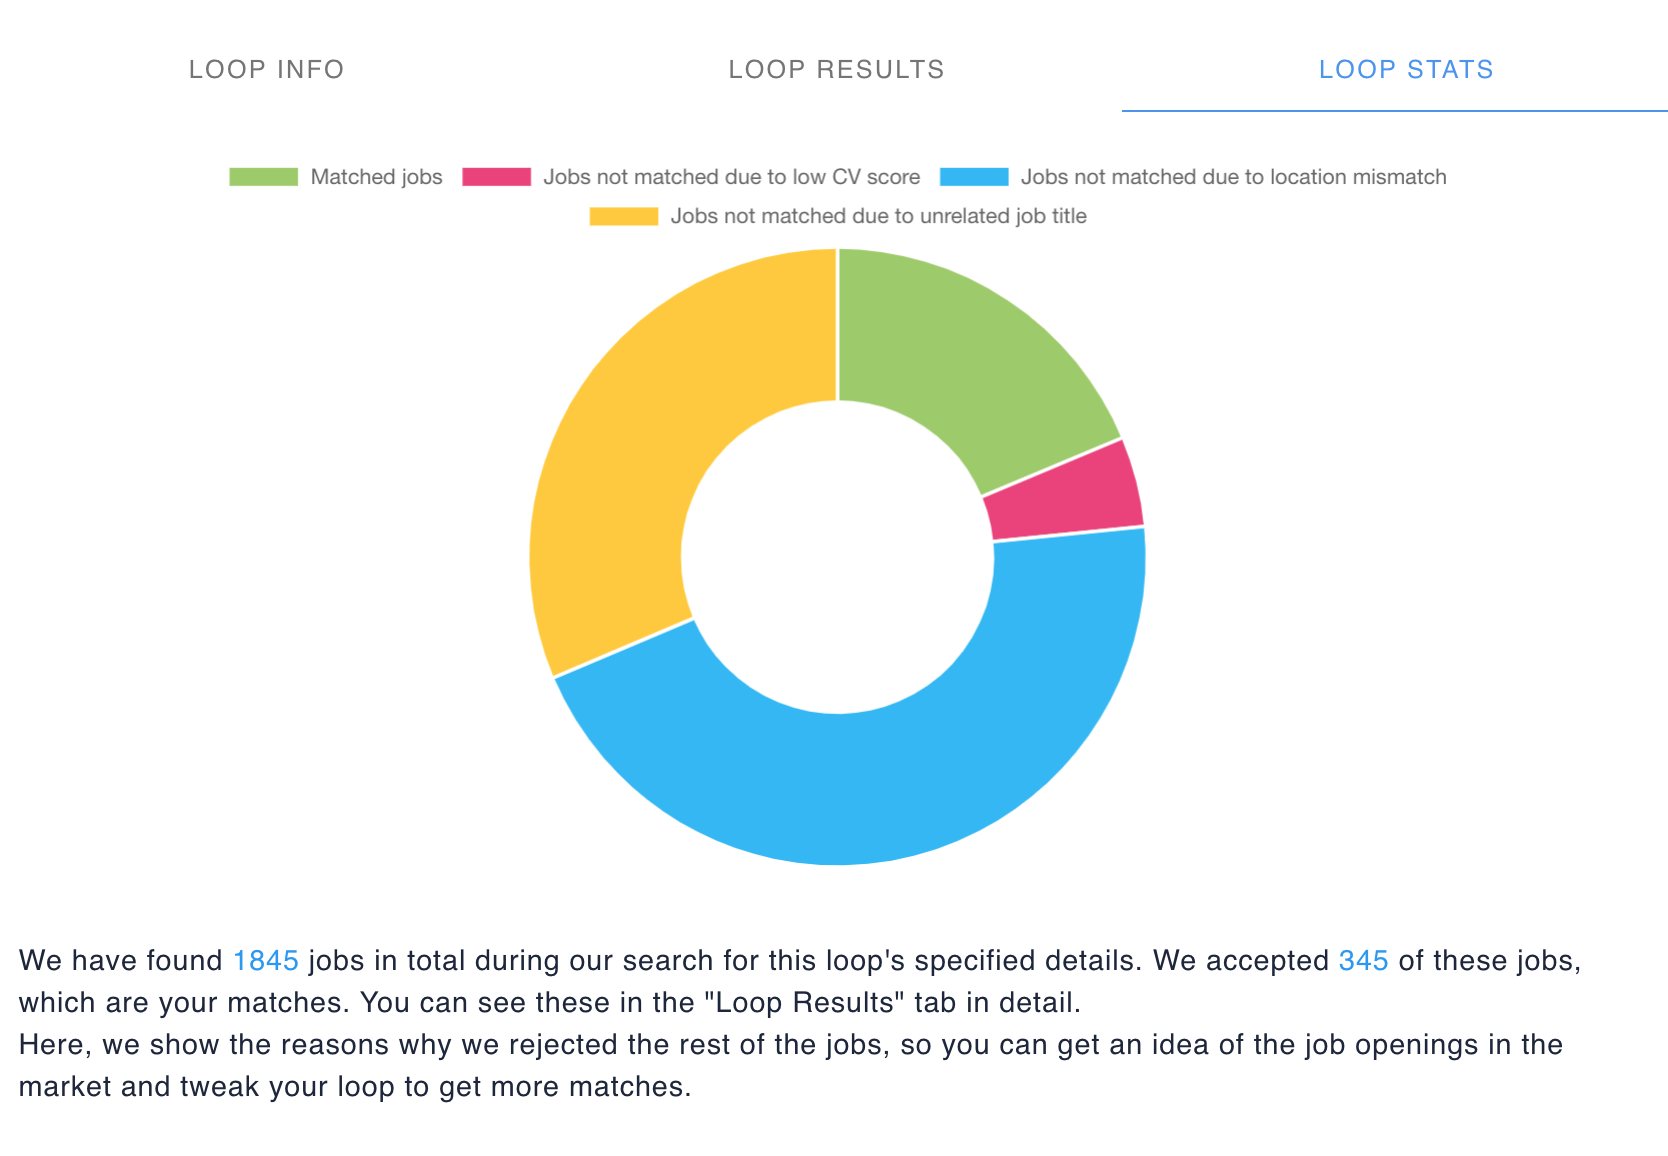 LOOP INFO LOOP RESULTS LOOP STATS
Matched jobs Jobs not matched due to low CV score Jobs not matched due to location mismatch
Jobs not matched due to unrelated job title
We have found 1845 jobs in total during our search for this loop's specified details. We accepted 345 of these jobs,
which are your matches. You can see these in the "Loop Results" tab in detail.
Here, we show the reasons why we rejected the rest of the jobs, so you can get an idea of the job openings in the
market and tweak your loop to get more matches.